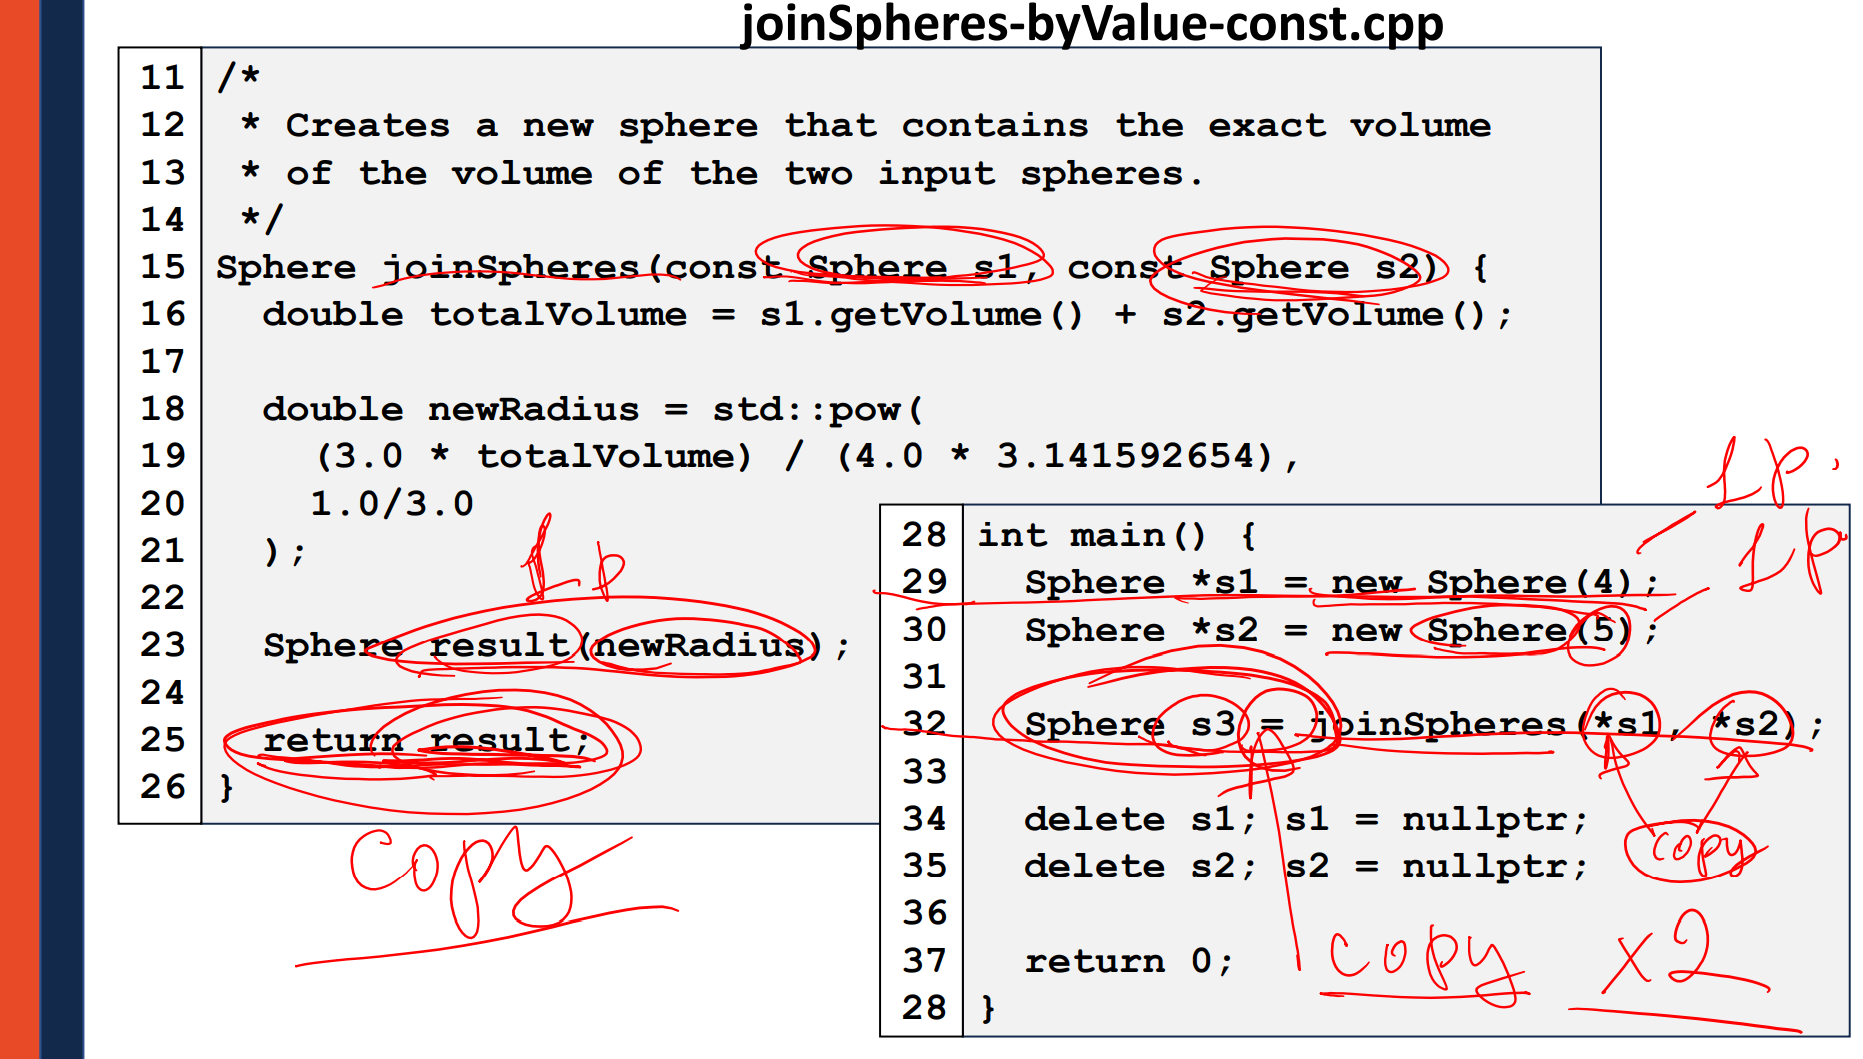 joinSpheres-byValue-const.cpp
11 /*
12  * Creates a new sphere that contains the exact volume
13  * of the volume of the two input spheres.
14  */
15 Sphere joinSpheres(const Sphere s1, const Sphere s2) {
16   double totalVolume = s1.getVolume() + s2.getVolume();
17
18   double newRadius = std::pow(
19     (3.0 * totalVolume) / (4.0 * 3.141592654),
20     1.0/3.0
21   );
22
23   Sphere result(newRadius);
24
25   return result;
26 }
1p
copy
28 int main() {
29   Sphere *s1 = new Sphere(4);
30   Sphere *s2 = new Sphere(5);
31
32   Sphere s3 = joinSpheres(*s1, *s2);
33
34   delete s1; s1 = nullptr;
35   delete s2; s2 = nullptr;
36
37   return 0;
28 }
1p.
1p
copy
copy x2